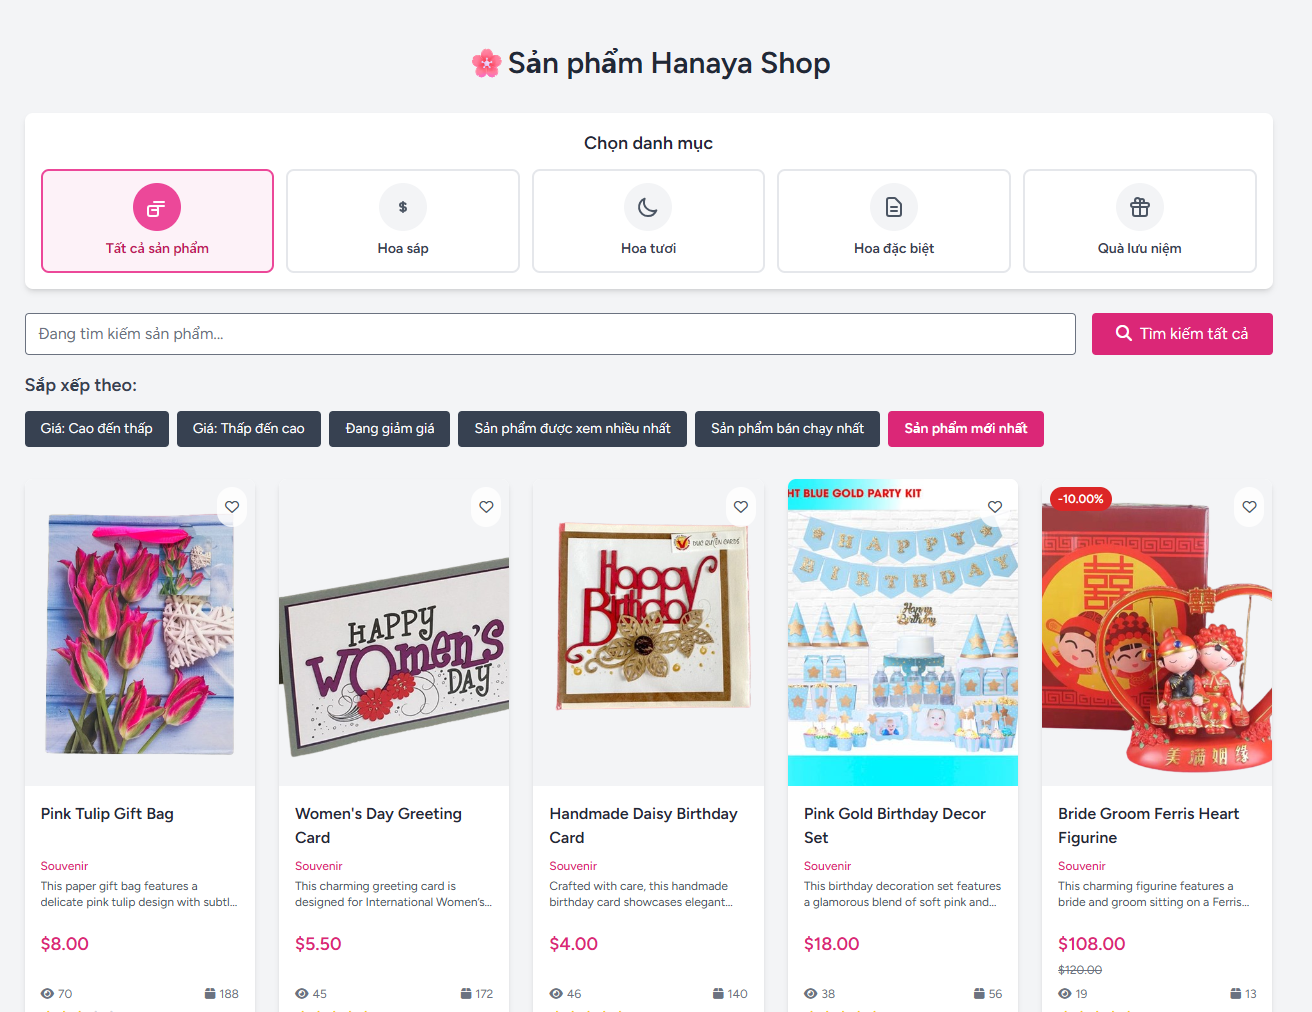 Sản phẩm Hanaya Shop
Chọn danh mục
Tất cả sản phẩm
Hoa sáp
Hoa tươi
Hoa đặc biệt
Quà lưu niệm
Đang tìm kiếm sản phẩm...
Tìm kiếm tất cả
Sắp xếp theo:
Giá: Cao đến thấp
Giá: Thấp đến cao
Đang giảm giá
Sản phẩm được xem nhiều nhất
Sản phẩm bán chạy nhất
Sản phẩm mới nhất
HAPPY
WOMEN'S
DAY
DUC QUYEN CARDS
Happy
Birthday
HT BLUE GOLD PARTY KIT
HAPPY
BIRTHDAY
Happy
Birthday
-10.00%
囍
囍
美满姻缘
Pink Tulip Gift Bag
Souvenir
This paper gift bag features a
delicate pink tulip design with subtl...
$8.00
70
188
Women's Day Greeting
Card
Souvenir
This charming greeting card is
designed for International Women's...
$5.50
45
172
Handmade Daisy Birthday
Card
Souvenir
Crafted with care, this handmade
birthday card showcases elegant...
$4.00
46
140
Pink Gold Birthday Decor
Set
Souvenir
This birthday decoration set features
a glamorous blend of soft pink and...
$18.00
38
56
Bride Groom Ferris Heart
Figurine
Souvenir
This charming figurine features a
bride and groom sitting on a Ferris...
$108.00
$120.00
19
13